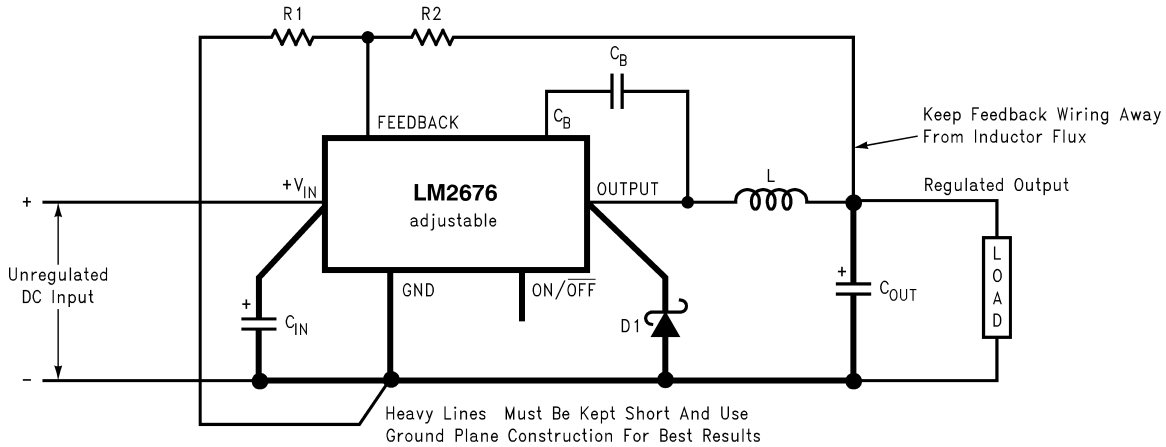 R1
R2
C_B
FEEDBACK
C_B
Keep Feedback Wiring Away
From Inductor Flux
+V_IN
LM2676
adjustable
OUTPUT
L
Regulated Output
+
Unregulated
DC Input
-
+
C_IN
GND
ON/O̅F̅F̅
D1
+
C_OUT
LOAD
Heavy Lines Must Be Kept Short And Use
Ground Plane Construction For Best Results